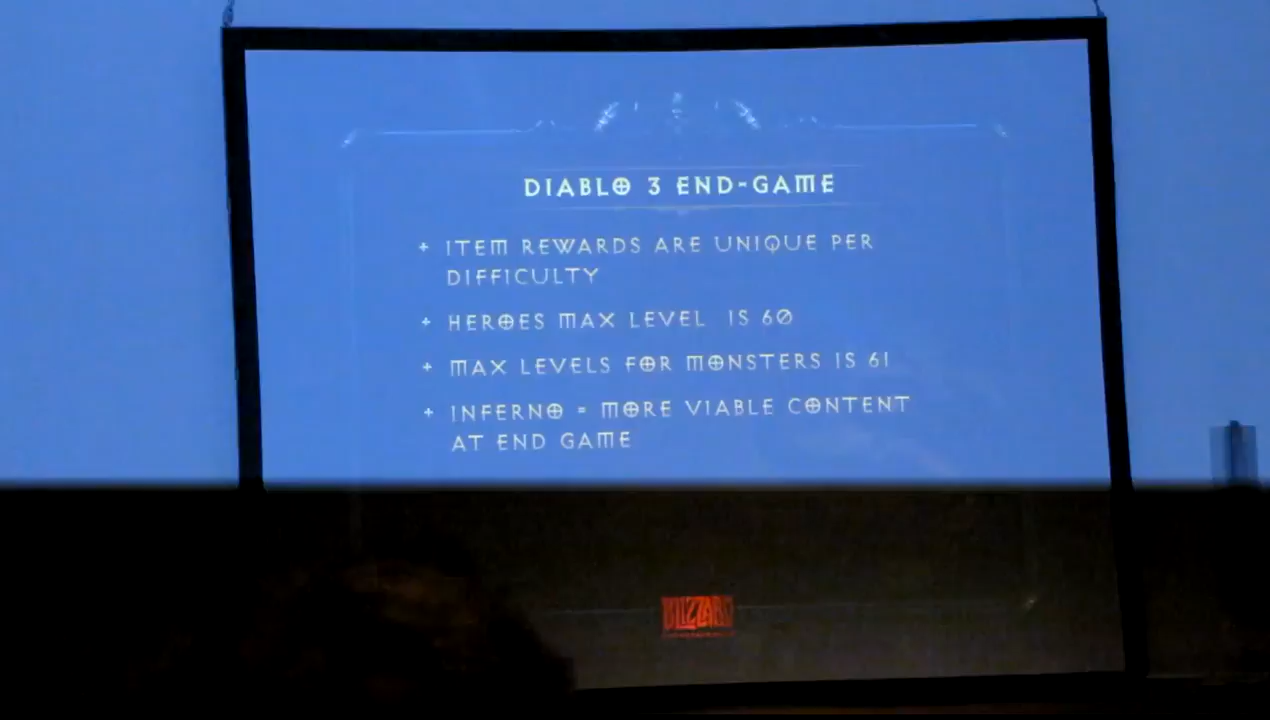 DIABLO 3 END-GAME
+ ITEM REWARDS ARE UNIQUE PER
DIFFICULTY
+ HEROES MAX LEVEL IS 60
+ MAX LEVELS FOR MONSTERS IS 61
+ INFERNO = MORE VIABLE CONTENT
AT END GAME
BLIZZARD